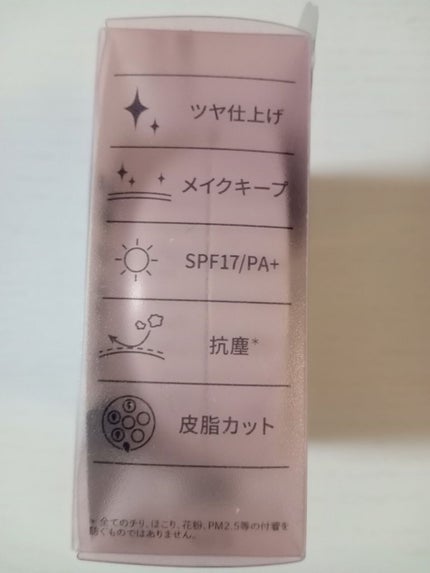 ツヤ仕上げ
メイクキープ
SPF17/PA+
抗塵*
皮脂カット
* 全てのチリ、ほこり、花粉、PM2.5等の付着を
防ぐものではありません。